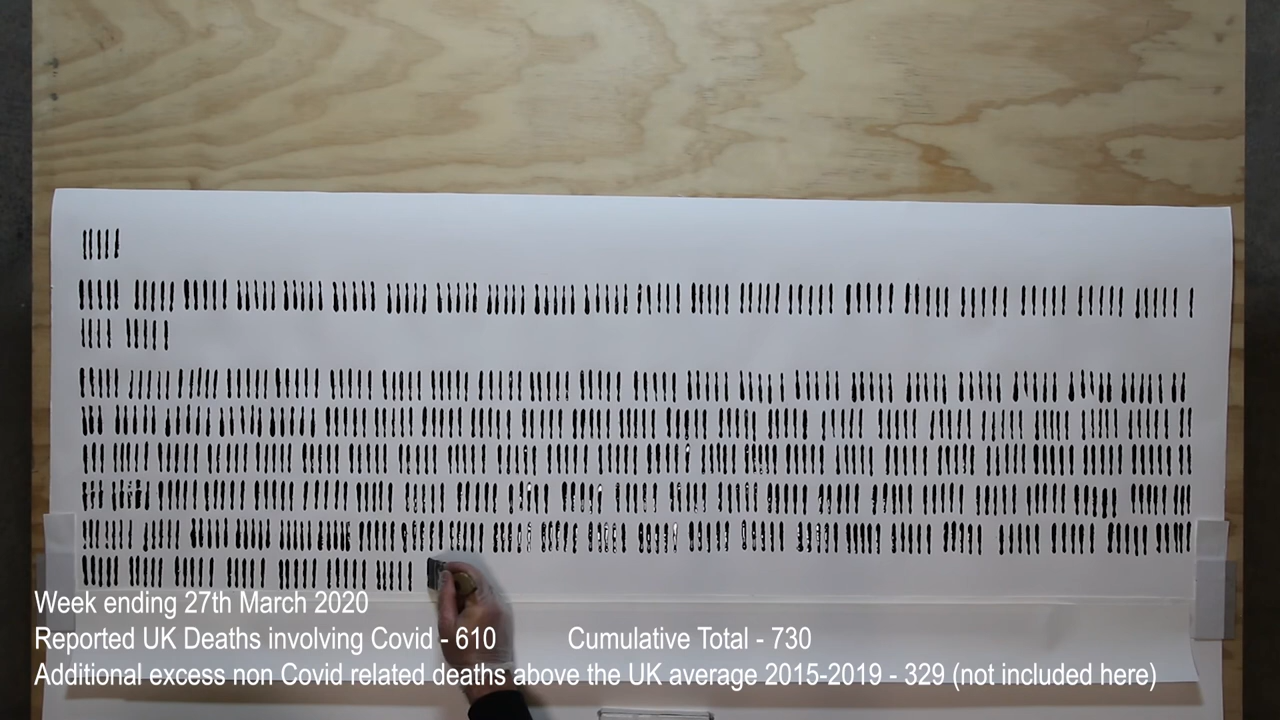 Week ending 27th March 2020
Reported UK Deaths involving Covid - 610 Cumulative Total - 730
Additional excess non Covid related deaths above the UK average 2015-2019 - 329 (not included here)